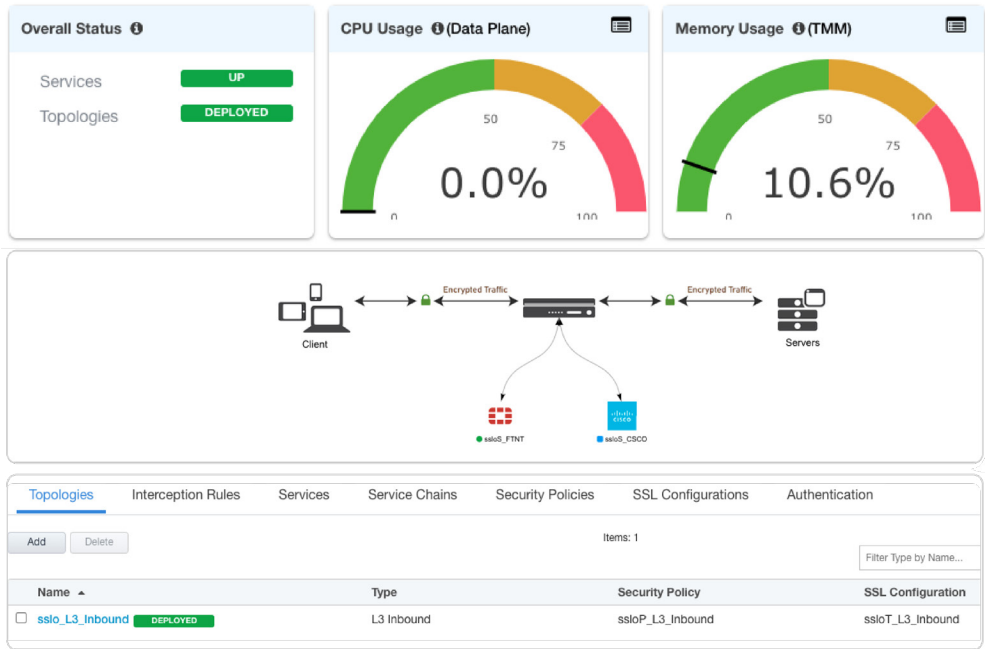 Overall Status
Services UP
Topologies DEPLOYED
CPU Usage (Data Plane)
50
75
0.0%
0 100
Memory Usage (TMM)
50
75
10.6%
0 100
Encrypted Traffic Encrypted Traffic
Client Servers
cisco
ssloS_FTNT ssloS_CSCO
Topologies Interception Rules Services Service Chains Security Policies SSL Configurations Authentication
Add Delete Items: 1
Filter Type by Name...
Name Type Security Policy SSL Configuration
sslo_L3_Inbound DEPLOYED L3 Inbound ssloP_L3_Inbound ssloT_L3_Inbound